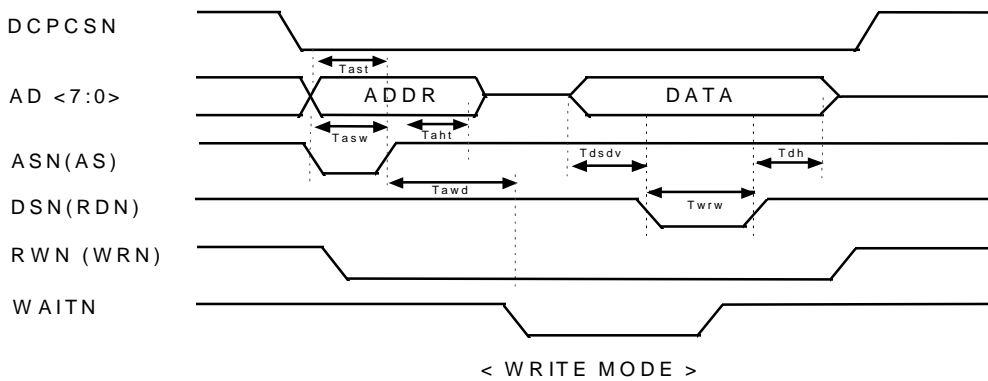 DCPCSN
Tast
AD <7:0>
ADDR
DATA
Tasw
Taht
ASN(AS)
Tdsdv
Tdh
Tawd
Twrw
DSN(RDN)
RWN (WRN)
WAITN
< WRITE MODE >